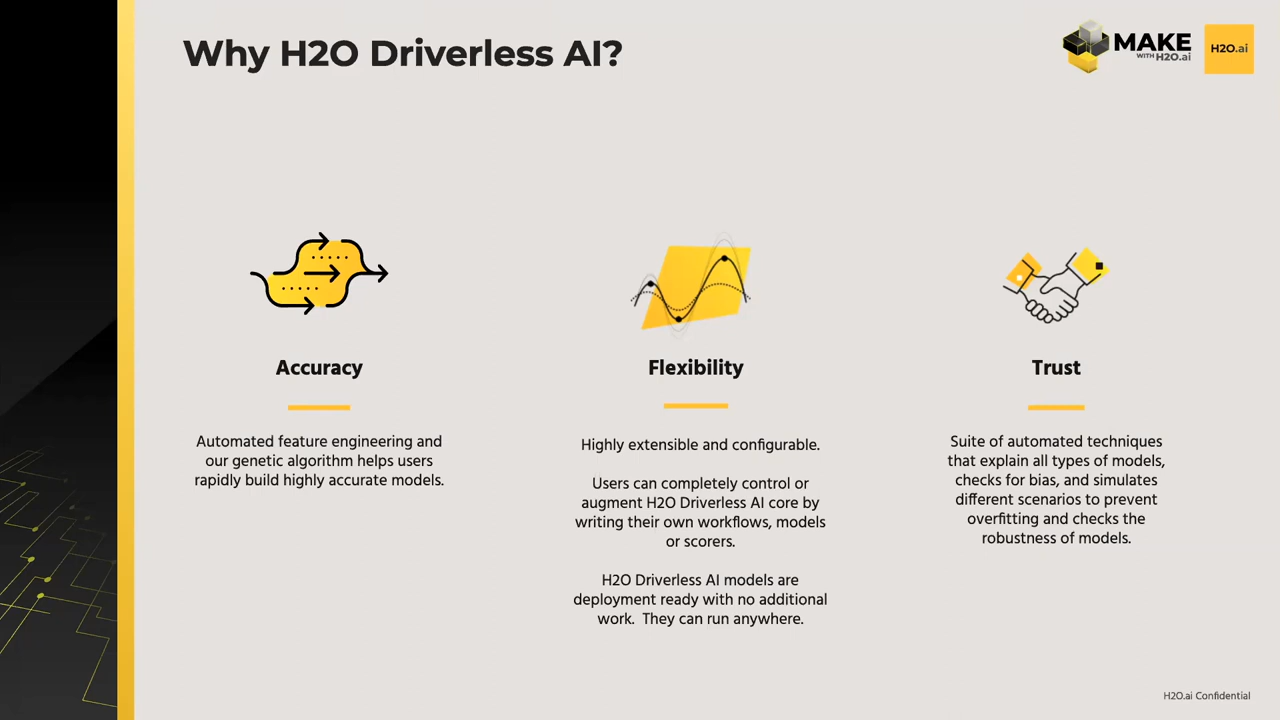 Why H2O Driverless AI?
MAKE
WITH H2O.ai
H2O.ai
Accuracy
Automated feature engineering and
our genetic algorithm helps users
rapidly build highly accurate models.
Flexibility
Highly extensible and configurable.
Users can completely control or
augment H2O Driverless AI core by
writing their own workflows, models
or scorers.
H2O Driverless AI models are
deployment ready with no additional
work. They can run anywhere.
Trust
Suite of automated techniques
that explain all types of models,
checks for bias, and simulates
different scenarios to prevent
overfitting and checks the
robustness of models.
H2O.ai Confidential